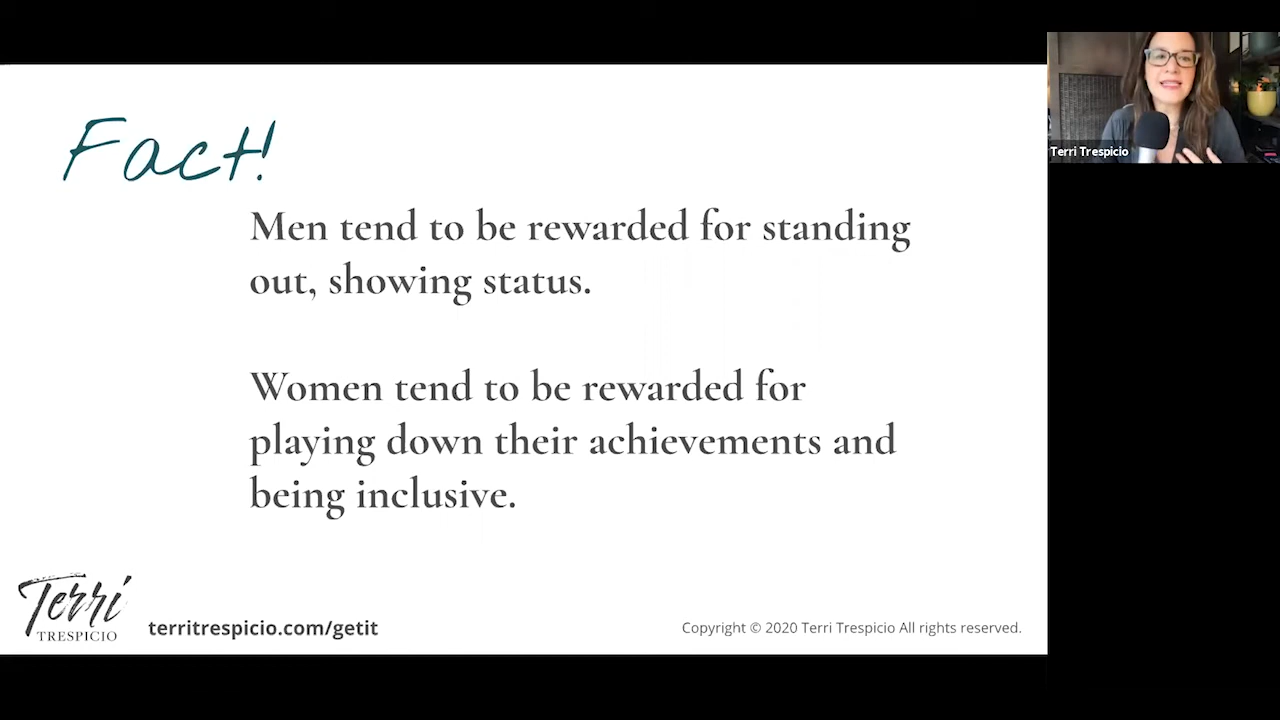 Fact!
Men tend to be rewarded for standing
out, showing status.
Women tend to be rewarded for
playing down their achievements and
being inclusive.
Terri
TRESPICIO
territrespicio.com/getit
Copyright © 2020 Terri Trespicio All rights reserved.
Terri Trespicio